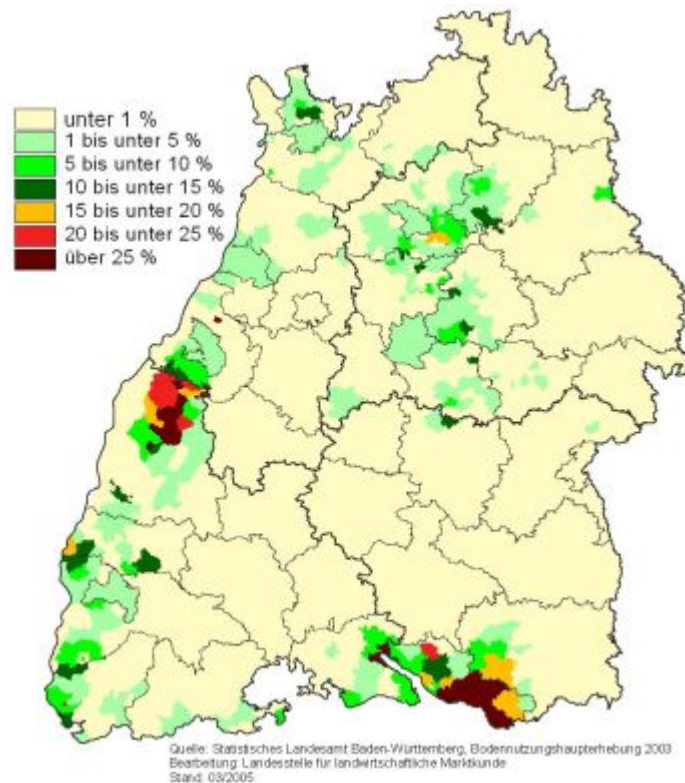 unter 1 %
1 bis unter 5 %
5 bis unter 10 %
10 bis unter 15 %
15 bis unter 20 %
20 bis unter 25 %
über 25 %
Quelle: Statistisches Landesamt Baden-Württemberg, Bodennutzungshaupterhebung 2003
Bearbeitung: Landesstelle für landwirtschaftliche Marktkunde
Stand: 03/2005